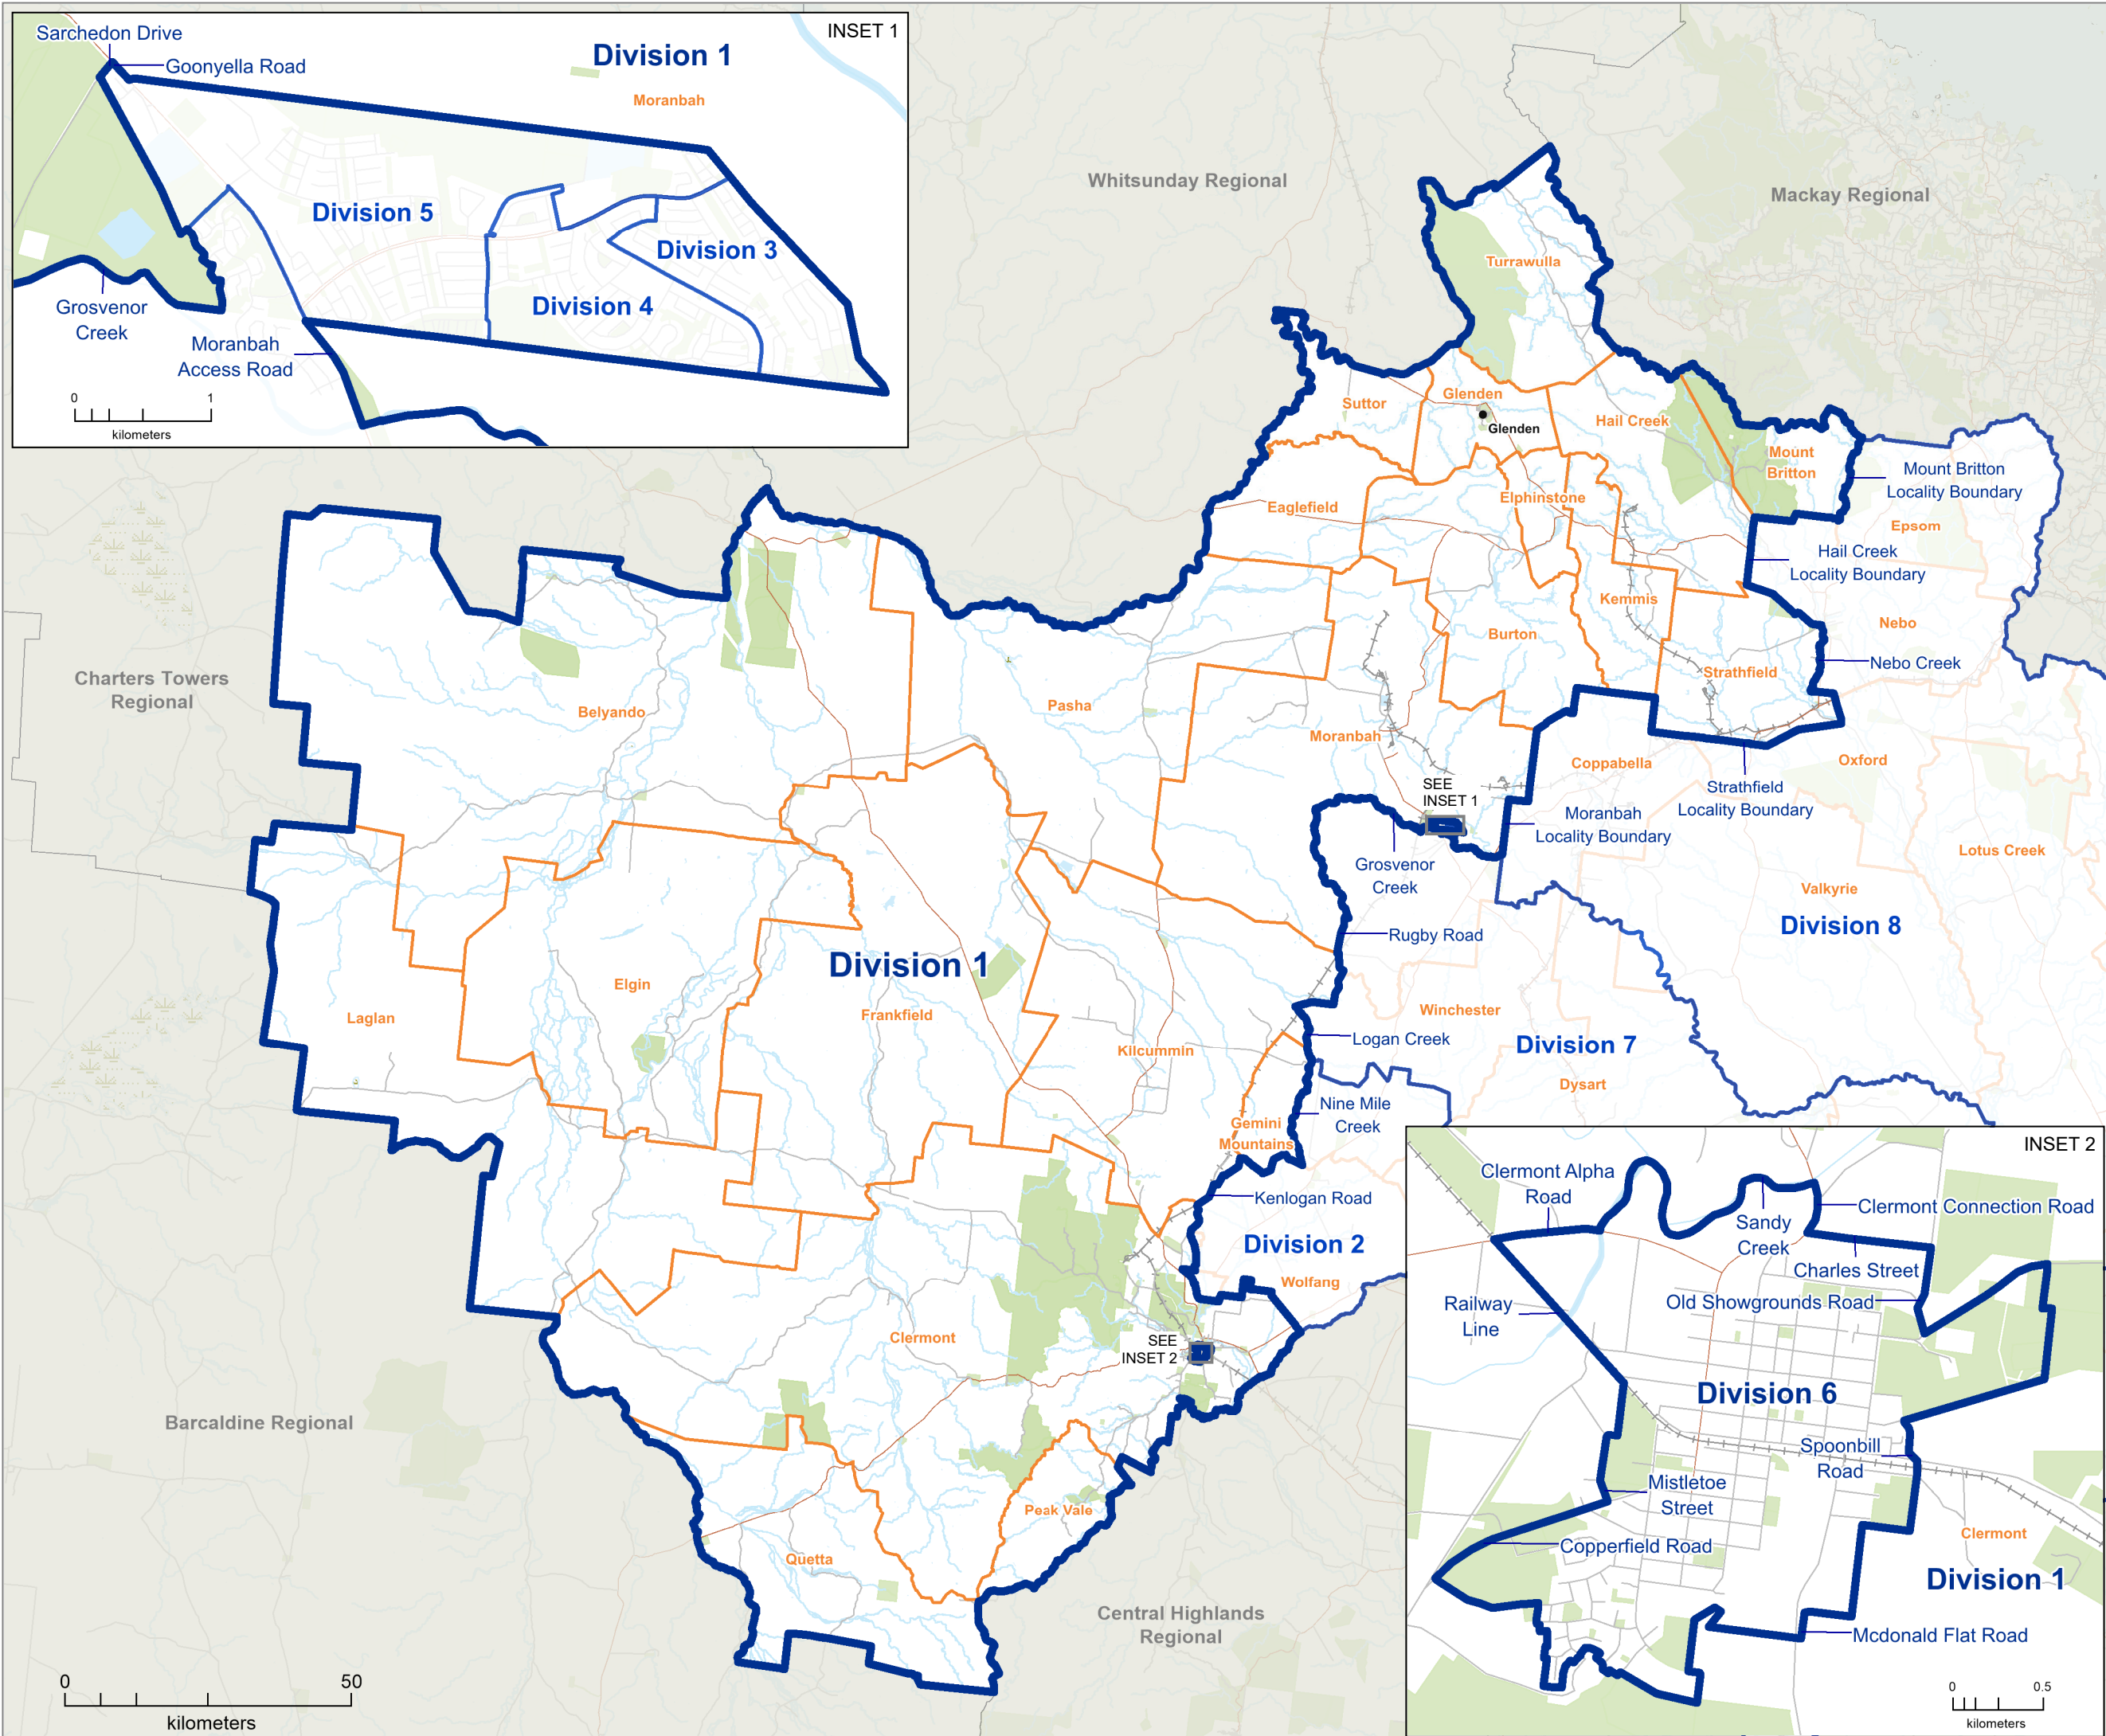 INSET 1
Sarchedon Drive
Goonyella Road
Division 1
Moranbah
Division 5
Division 3
Division 4
Grosvenor
Creek
Moranbah
Access Road
0 1
kilometers
Whitsunday Regional
Mackay Regional
Turrawulla
Suttor
Glenden
Glenden
Hail Creek
Mount
Britton
Mount Britton
Locality Boundary
Eaglefield
Elphinstone
Epsom
Hail Creek
Locality Boundary
Kemmis
Nebo
Burton
Nebo Creek
Strathfield
Charters Towers
Regional
Belyando
Pasha
Moranbah
Coppabella
Oxford
SEE
INSET 1
Strathfield
Locality Boundary
Moranbah
Locality Boundary
Grosvenor
Creek
Lotus Creek
Valkyrie
Division 8
Rugby Road
Division 1
Elgin
Laglan
Frankfield
Winchester
Logan Creek
Division 7
Kilcummin
Dysart
Nine Mile
Creek
Gemini
Mountains
Kenlogan Road
Division 2
Wolfang
Clermont
SEE
INSET 2
Barcaldine Regional
Peak Vale
Quetta
Central Highlands
Regional
0 50
kilometers
INSET 2
Clermont Alpha
Road
Sandy
Creek
Clermont Connection Road
Charles Street
Old Showgrounds Road
Railway
Line
Division 6
Spoonbill
Road
Mistletoe
Street
Copperfield Road
Clermont
Division 1
Mcdonald Flat Road
0 0.5
kilometers